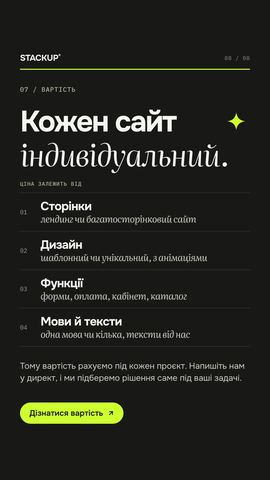 STACKUP
08 / 08
07 / ВАРТІСТЬ
Кожен сайт
індивідуальний.
ЦІНА ЗАЛЕЖИТЬ ВІД
01 Сторінки
лендинг чи багатосторінковий сайт
02 Дизайн
шаблонний чи унікальний, з анімаціями
03 Функції
форми, оплата, кабінет, каталог
04 Мови й тексти
одна мова чи кілька, тексти від нас
Тому вартість рахуємо під кожен проєкт. Напишіть нам
у директ, і ми підберемо рішення саме під ваші задачі.
Дізнатися вартість ↗